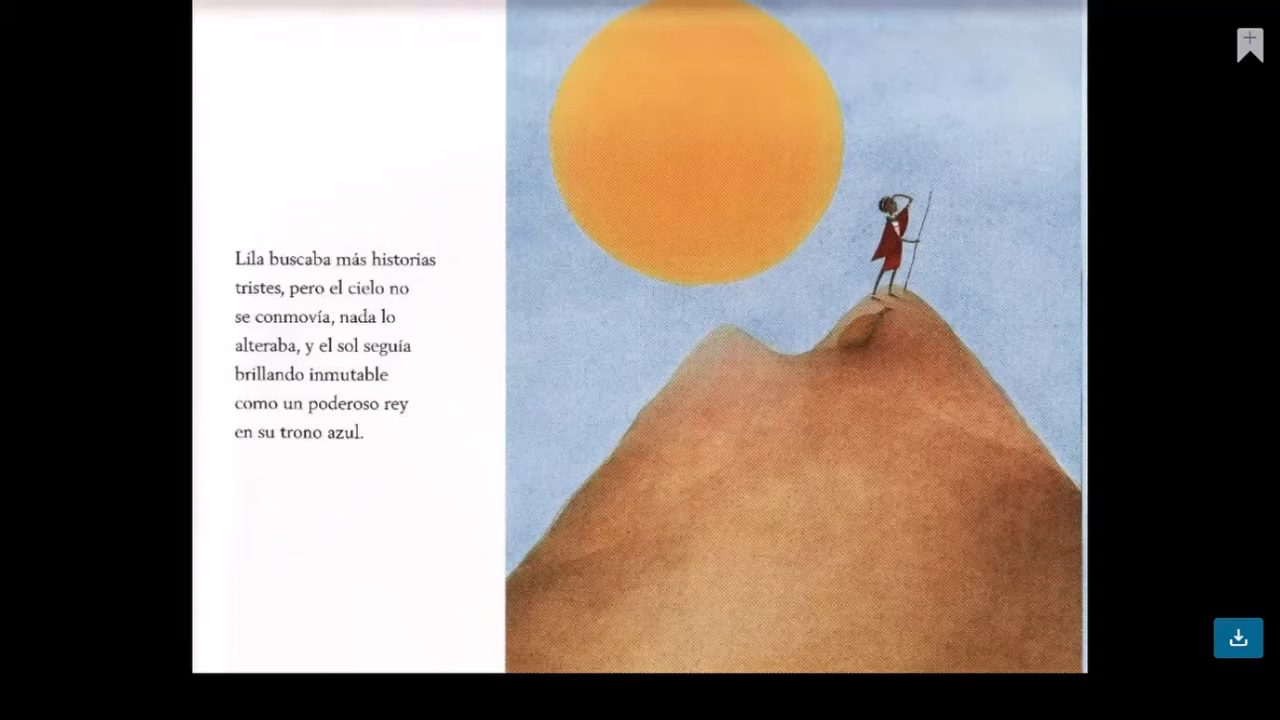 Lila buscaba más historias
tristes, pero el cielo no
se conmovía, nada lo
alteraba, y el sol seguía
brillando inmutable
como un poderoso rey
en su trono azul.